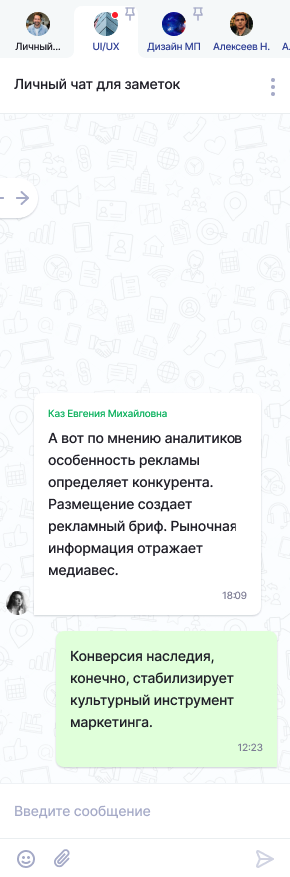 Личный...
UI/UX
Дизайн МП
Алексеев Н.
А.
Личный чат для заметок
Каз Евгения Михайловна
А вот по мнению аналитиков
особенность рекламы
определяет конкурента.
Размещение создает
рекламный бриф. Рыночная
информация отражает
медиавес.
18:09
Конверсия наследия,
конечно, стабилизирует
культурный инструмент
маркетинга.
12:23
Введите сообщение